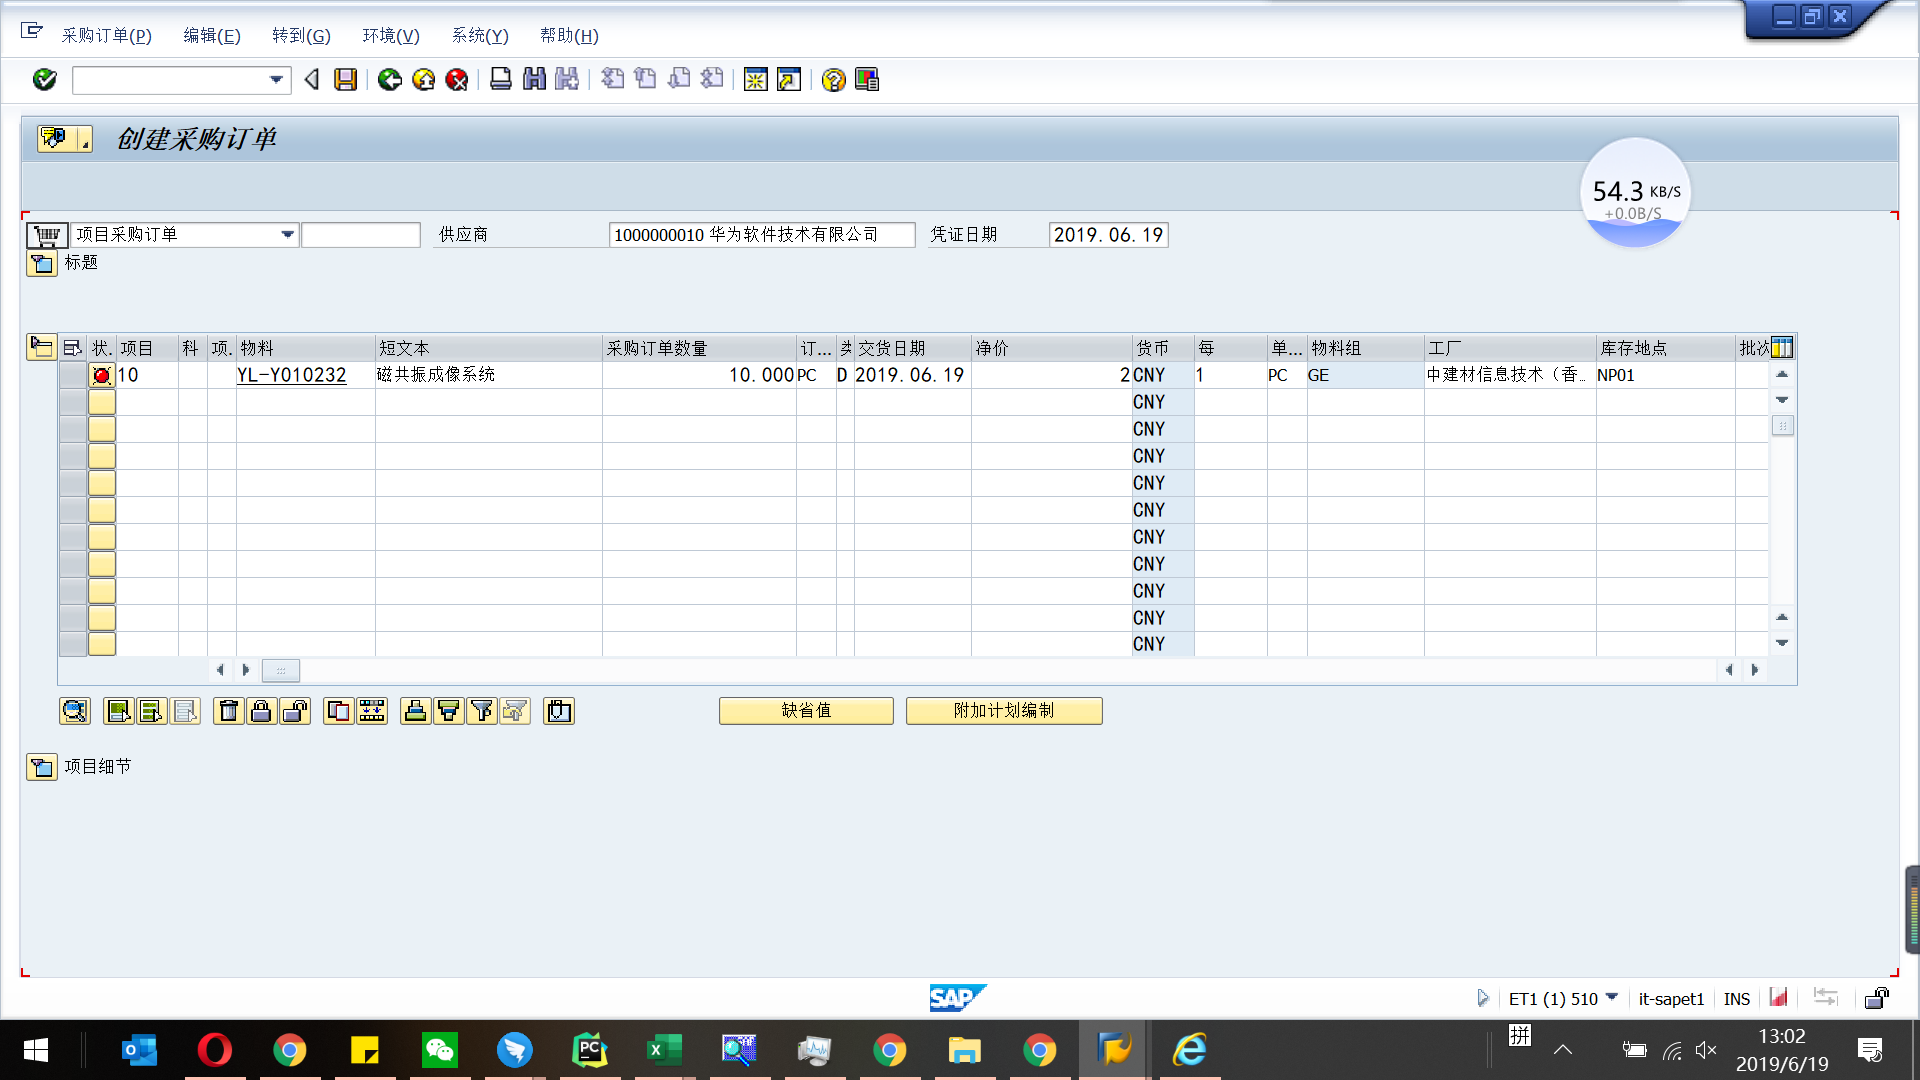 采购订单(P) 编辑(E) 转到(G) 环境(V) 系统(Y) 帮助(H)
创建采购订单
54.3 KB/S
+0.0B/S
项目采购订单 供应商 1000000010 华为软件技术有限公司 凭证日期 2019.06.19
标题
状. 项目 科 项. 物料 短文本 采购订单数量 订... 交货日期 净价 货币 每 单... 物料组 工厂 库存地点 批次
10 YL-Y010232 磁共振成像系统 10.000 PC D 2019.06.19 2 CNY 1 PC GE 中建材信息技术（香… NP01
CNY
CNY
CNY
CNY
CNY
CNY
CNY
CNY
CNY
CNY
缺省值 附加计划编制
项目细节
SAP ET1 (1) 510 it-sapet1 INS
拼 13:02
2019/6/19